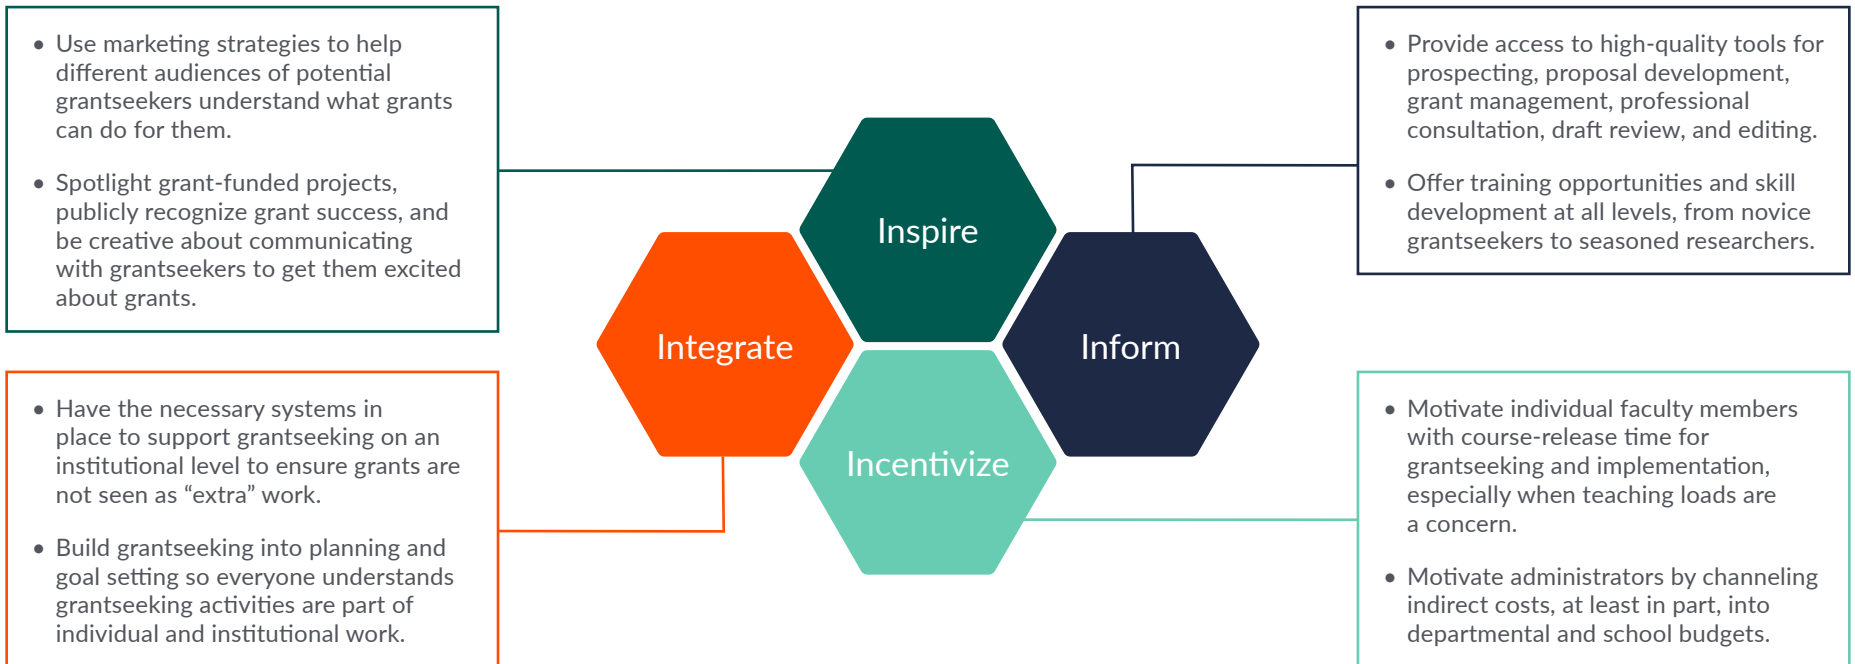 • Use marketing strategies to help
different audiences of potential
grantseekers understand what grants
can do for them.
• Spotlight grant-funded projects,
publicly recognize grant success, and
be creative about communicating
with grantseekers to get them excited
about grants.
Inspire
• Provide access to high-quality tools for
prospecting, proposal development,
grant management, professional
consultation, draft review, and editing.
• Offer training opportunities and skill
development at all levels, from novice
grantseekers to seasoned researchers.
Integrate
Inform
• Have the necessary systems in
place to support grantseeking on an
institutional level to ensure grants are
not seen as “extra” work.
• Build grantseeking into planning and
goal setting so everyone understands
grantseeking activities are part of
individual and institutional work.
Incentivize
• Motivate individual faculty members
with course-release time for
grantseeking and implementation,
especially when teaching loads are
a concern.
• Motivate administrators by channeling
indirect costs, at least in part, into
departmental and school budgets.